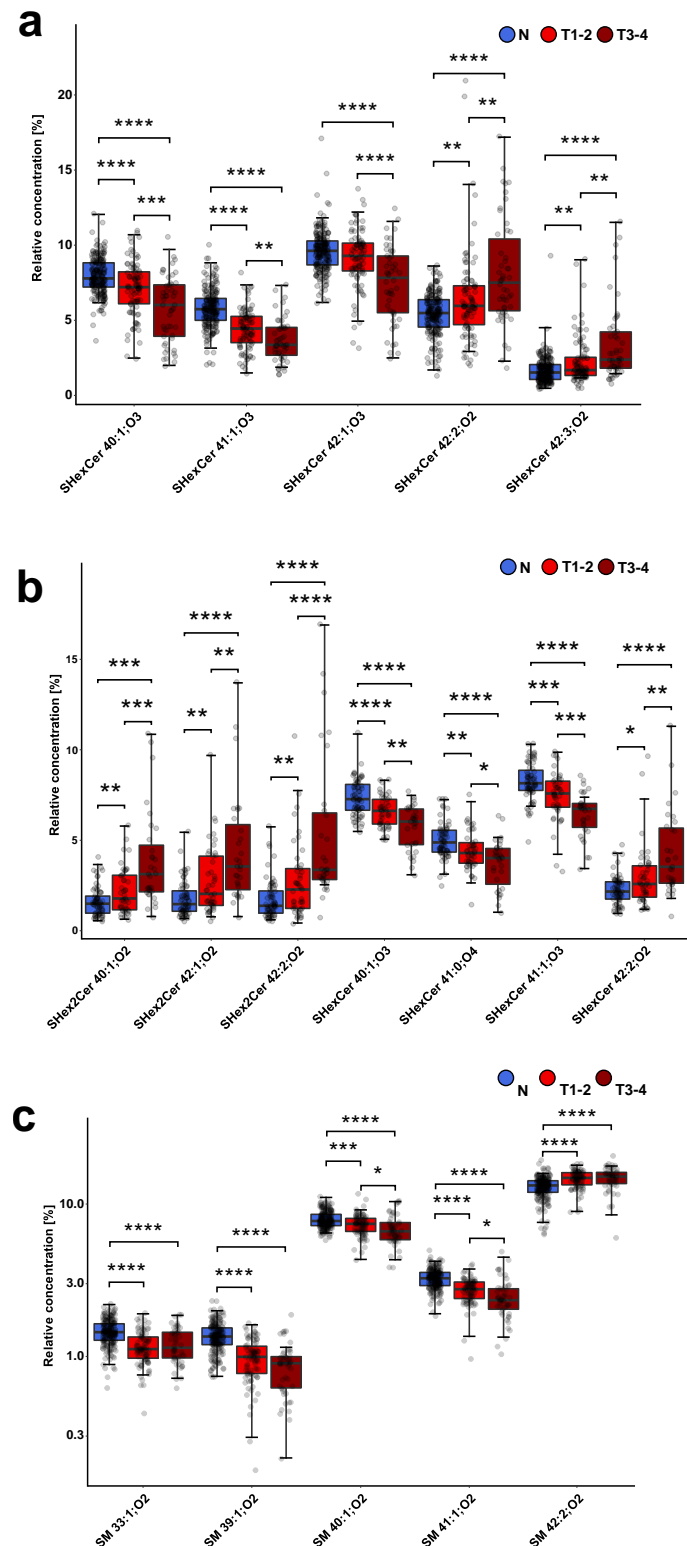 a
N T1-2 T3-4
Relative concentration [%]
20
15
10
5
0
**** **** ***
**** **** **
**** ****
**** ** **
**** ** **
SHexCer 40:1;O3
SHexCer 41:1;O3
SHexCer 42:1;O3
SHexCer 42:2;O2
SHexCer 42:3;O2
b
N T1-2 T3-4
Relative concentration [%]
15
10
5
0
*** ** ***
**** ** **
**** ** ****
**** **** **
**** ** *
**** *** ***
**** * **
SHex2Cer 40:1;O2
SHex2Cer 42:1;O2
SHex2Cer 42:2;O2
SHexCer 40:1;O3
SHexCer 41:0;O4
SHexCer 41:1;O3
SHexCer 42:2;O2
c
N T1-2 T3-4
Relative concentration [%]
10.0
3.0
1.0
0.3
**** ****
**** ****
**** *** *
**** **** *
**** ****
SM 33:1;O2
SM 39:1;O2
SM 40:1;O2
SM 41:1;O2
SM 42:2;O2